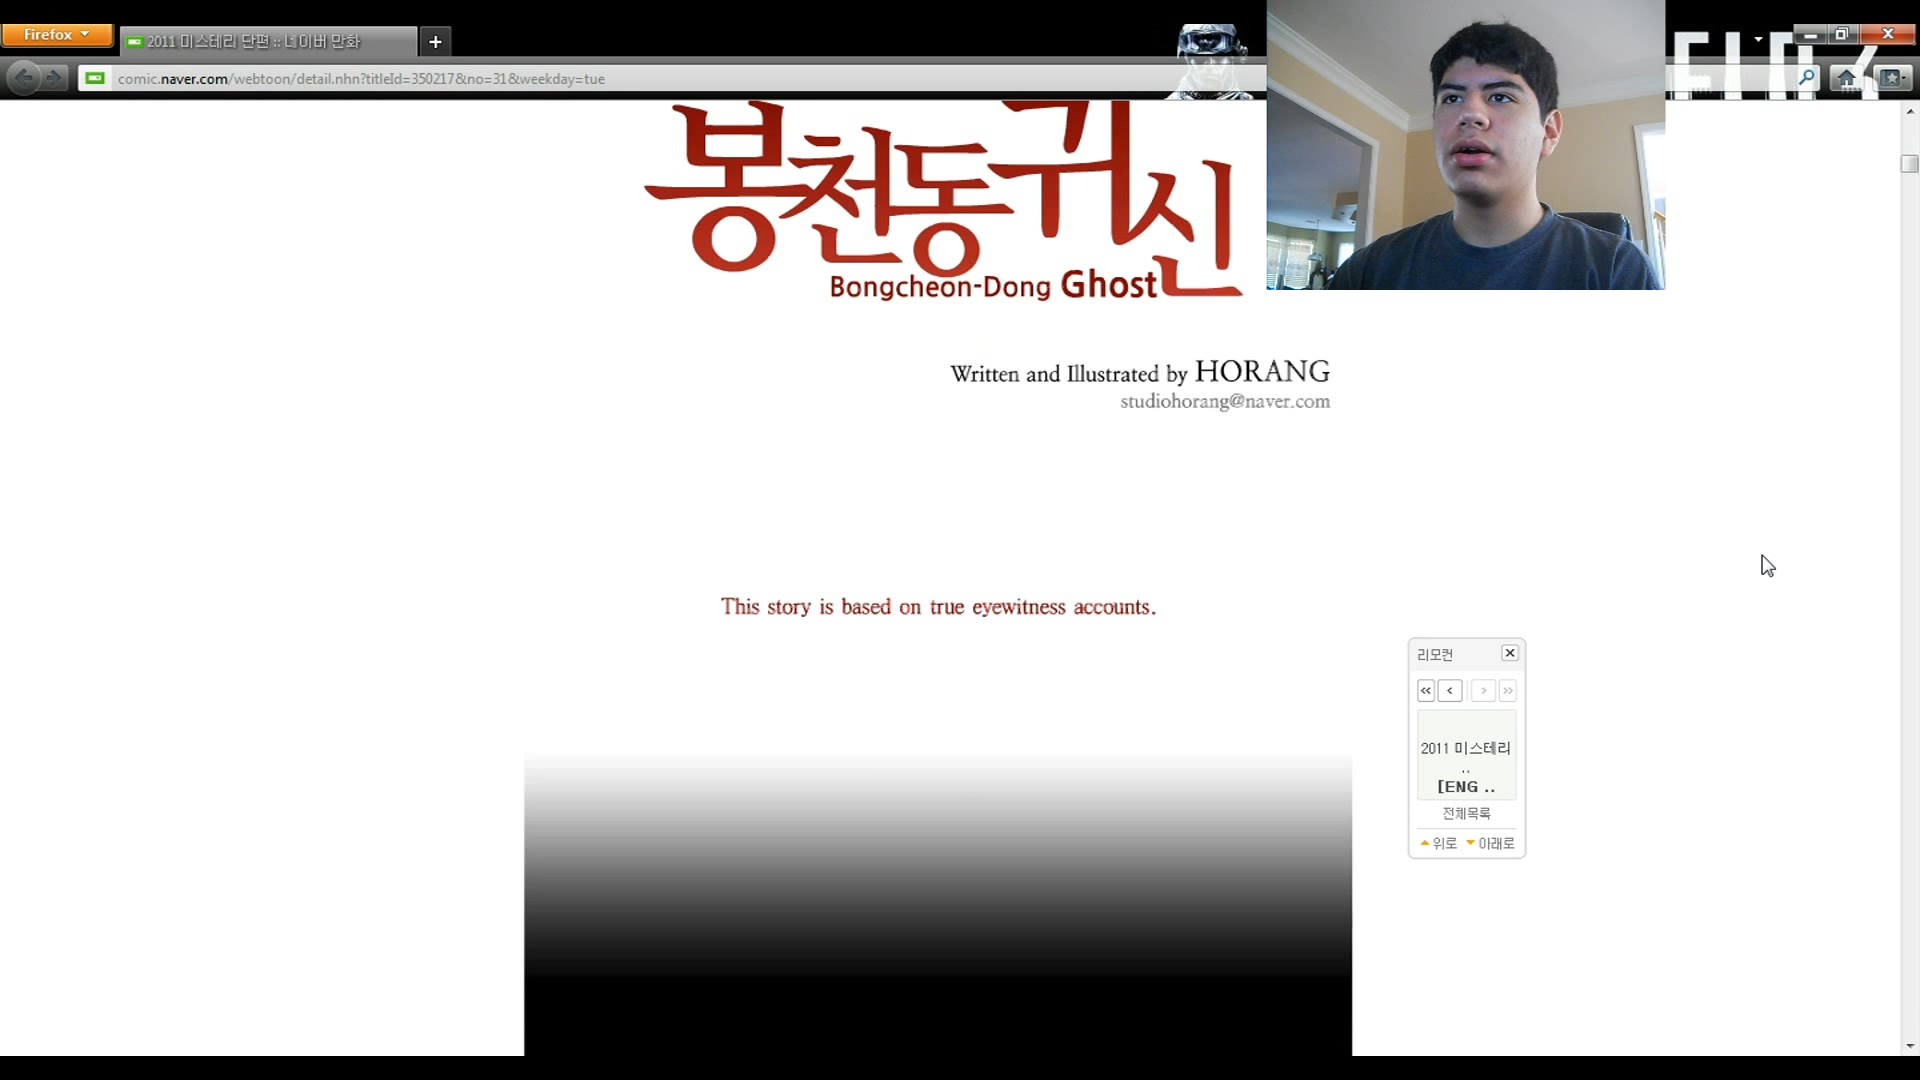 Firefox
2011 미스테리 단편 :: 네이버 만화
comic.naver.com/webtoon/detail.nhn?titleId=350217&no=31&weekday=tue
봉천동귀신
Bongcheon-Dong Ghost
Written and Illustrated by HORANG
studiohorang@naver.com
This story is based on true eyewitness accounts.
리모컨
2011 미스테리
..
[ENG ..
전체목록
위로 아래로